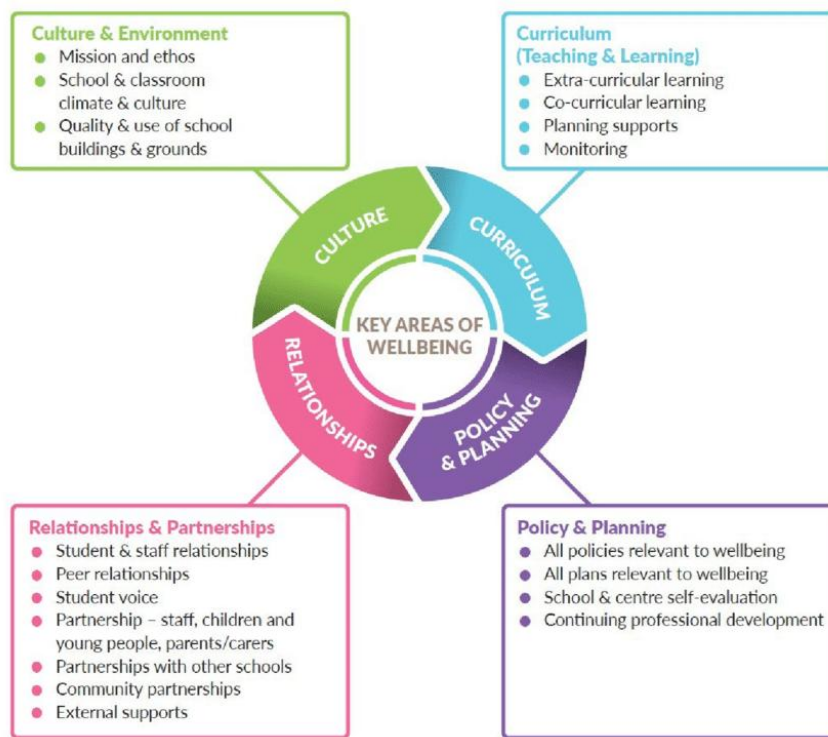 Culture & Environment
Mission and ethos
School & classroom
climate & culture
Quality & use of school
buildings & grounds
Curriculum
(Teaching & Learning)
Extra-curricular learning
Co-curricular learning
Planning supports
Monitoring
CULTURE
CURRICULUM
KEY AREAS OF
WELLBEING
RELATIONSHIPS
POLICY
& PLANNING
Relationships & Partnerships
Student & staff relationships
Peer relationships
Student voice
Partnership – staff, children and
young people, parents/carers
Partnerships with other schools
Community partnerships
External supports
Policy & Planning
All policies relevant to wellbeing
All plans relevant to wellbeing
School & centre self-evaluation
Continuing professional development